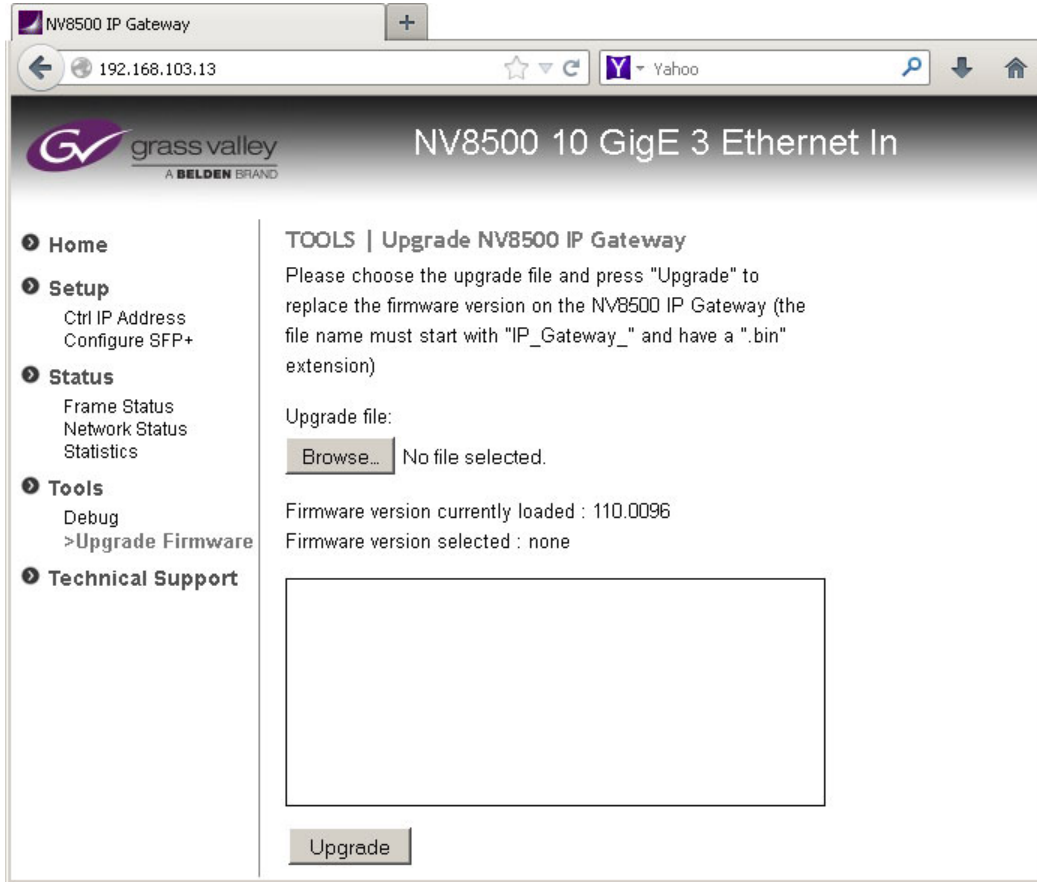 NV8500 IP Gateway
+
192.168.103.13
Y Yahoo
GV grass valley
A BELDEN BRAND
NV8500 10 GigE 3 Ethernet In
Home
Setup
Ctrl IP Address
Configure SFP+
Status
Frame Status
Network Status
Statistics
Tools
Debug
>Upgrade Firmware
Technical Support
TOOLS | Upgrade NV8500 IP Gateway
Please choose the upgrade file and press "Upgrade" to
replace the firmware version on the NV8500 IP Gateway (the
file name must start with "IP_Gateway_" and have a ".bin"
extension)
Upgrade file:
Browse... No file selected.
Firmware version currently loaded : 110.0096
Firmware version selected : none
Upgrade